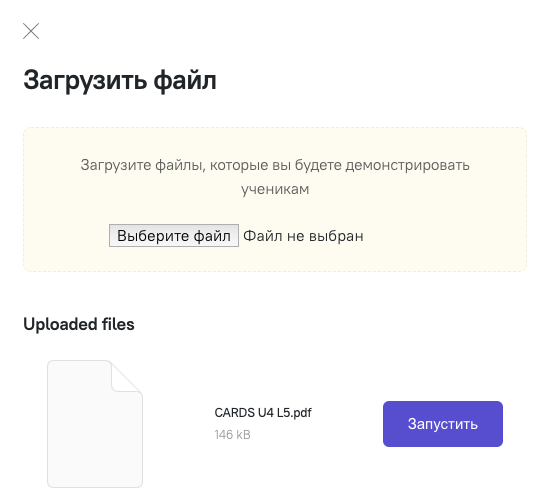 Загрузить файл
Загрузите файлы, которые вы будете демонстрировать
ученикам
Выберите файл Файл не выбран
Uploaded files
CARDS U4 L5.pdf
146 kB
Запустить